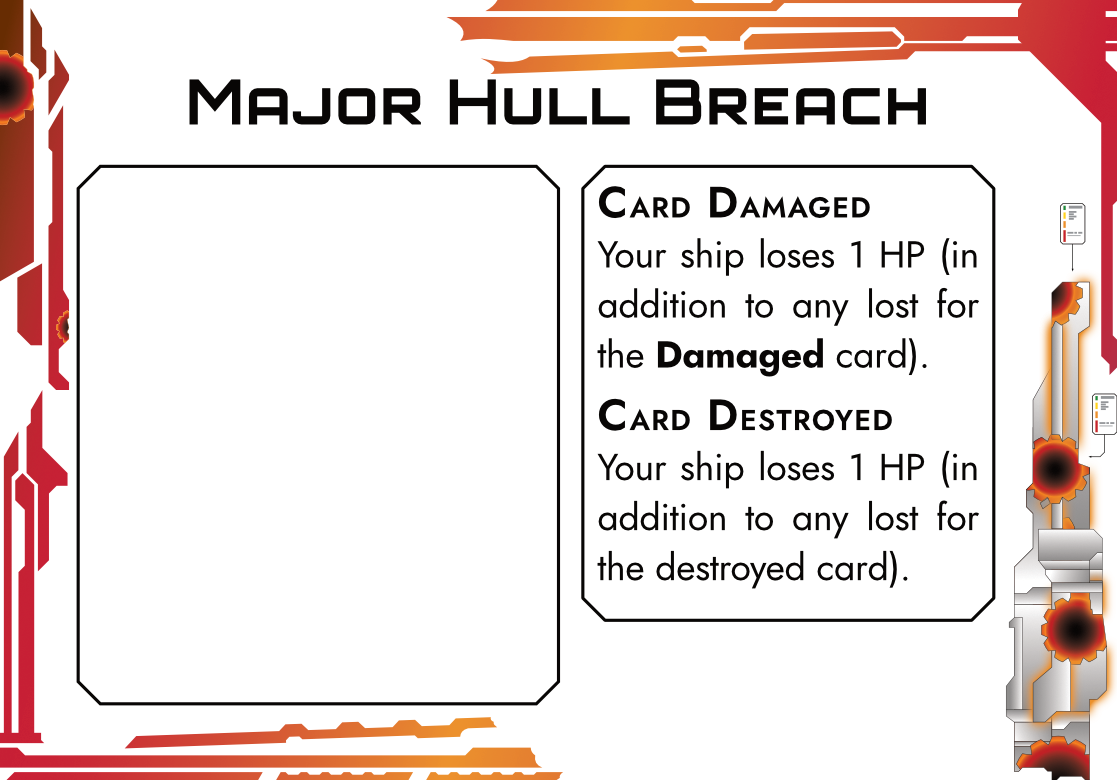 Major Hull Breach
Card Damaged
Your ship loses 1 HP (in
addition to any lost for
the Damaged card).
Card Destroyed
Your ship loses 1 HP (in
addition to any lost for
the destroyed card).